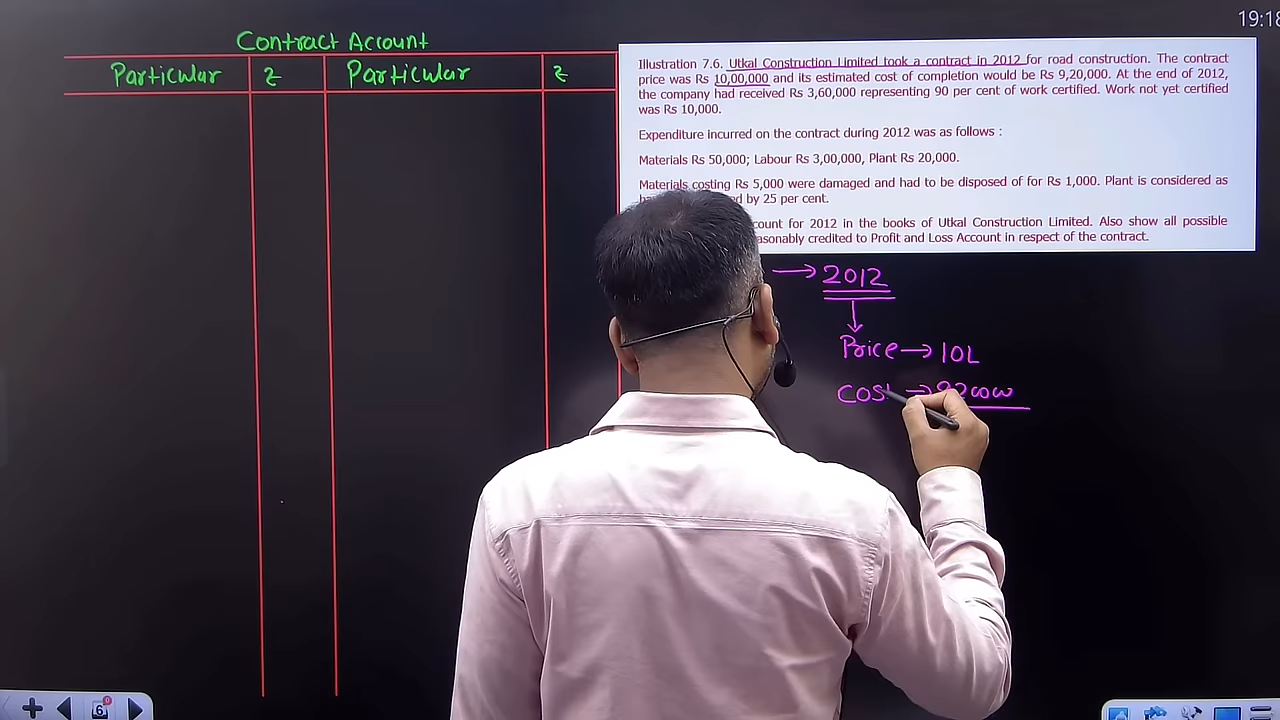 19:18
Contract Account
Particular ₹ Particular ₹
Illustration 7.6. Utkal Construction Limited took a contract in 2012 for road construction. The contract
price was Rs 10,00,000 and its estimated cost of completion would be Rs 9,20,000. At the end of 2012,
the company had received Rs 3,60,000 representing 90 per cent of work certified. Work not yet certified
was Rs 10,000.
Expenditure incurred on the contract during 2012 was as follows :
Materials Rs 50,000; Labour Rs 3,00,000, Plant Rs 20,000.
Materials costing Rs 5,000 were damaged and had to be disposed of for Rs 1,000. Plant is considered as
by 25 per cent.
for 2012 in the books of Utkal Construction Limited. Also show all possible
credited to Profit and Loss Account in respect of the contract.
→ 2012
Price → 10L
Cost →